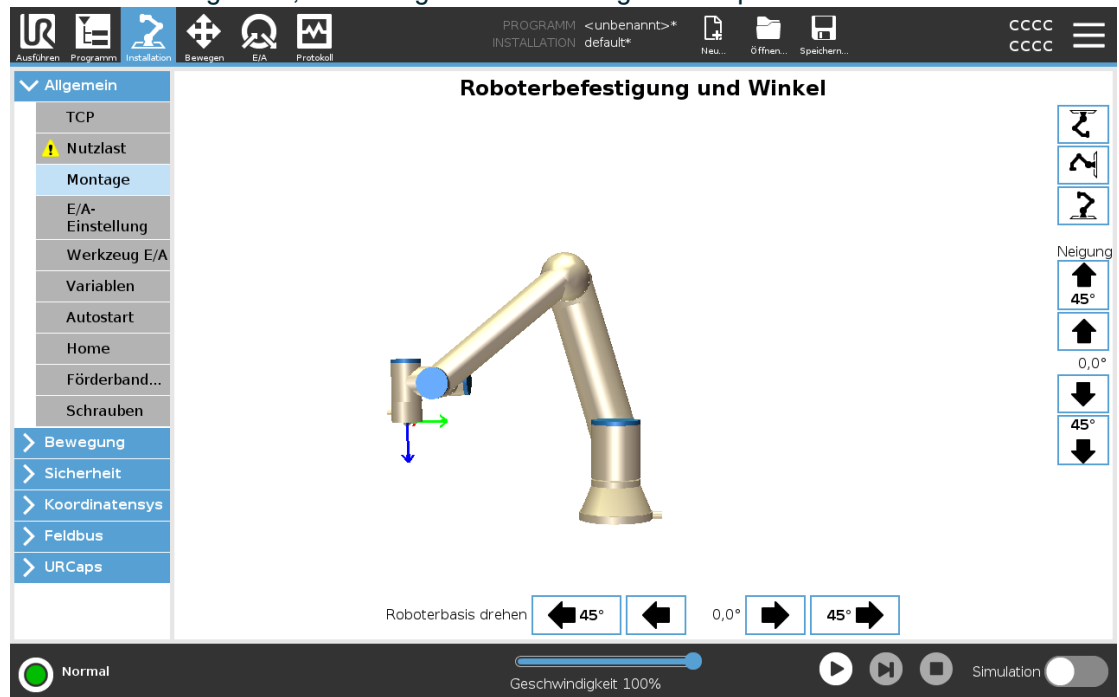 PROGRAMM <unbenannt>*
INSTALLATION default*
CCCC
CCCC
Ausführen Programm Installation Bewegen E/A Protokoll Neu... Öffnen... Speichern...
Allgemein
TCP
Nutzlast
Montage
E/A-
Einstellung
Werkzeug E/A
Variablen
Autostart
Home
Förderband...
Schrauben
Bewegung
Sicherheit
Koordinatensys
Feldbus
URCaps
Roboterbefestigung und Winkel
Neigung
45°
0,0°
45°
Roboterbasis drehen 45° 0,0° 45°
Normal
Geschwindigkeit 100%
Simulation